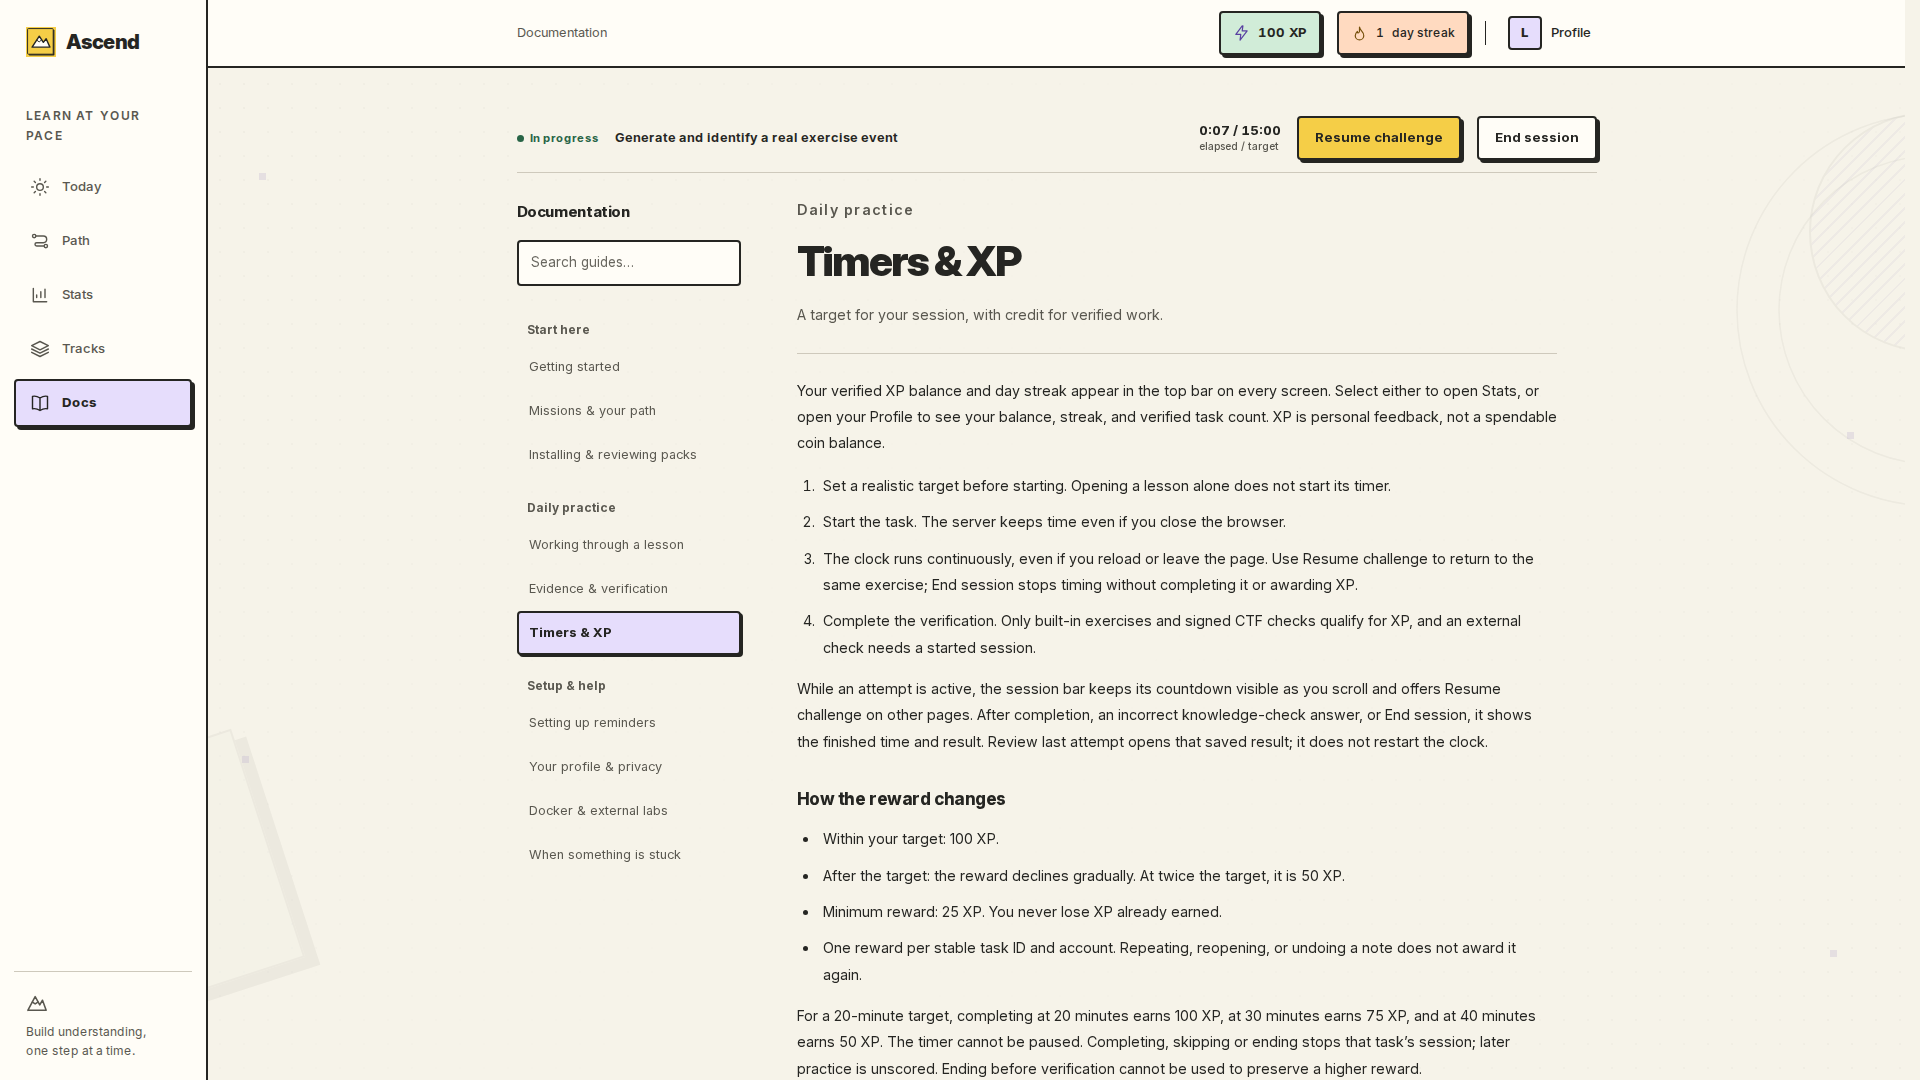 Ascend
LEARN AT YOUR
PACE
Today
Path
Stats
Tracks
Docs
Build understanding,
one step at a time.
Documentation
100 XP
1 day streak
L
Profile
In progress
Generate and identify a real exercise event
0:07 / 15:00
elapsed / target
Resume challenge
End session
Documentation
Search guides...
Start here
Getting started
Missions & your path
Installing & reviewing packs
Daily practice
Working through a lesson
Evidence & verification
Timers & XP
Setup & help
Setting up reminders
Your profile & privacy
Docker & external labs
When something is stuck
Daily practice
Timers & XP
A target for your session, with credit for verified work.
Your verified XP balance and day streak appear in the top bar on every screen. Select either to open Stats, or
open your Profile to see your balance, streak, and verified task count. XP is personal feedback, not a spendable
coin balance.
1. Set a realistic target before starting. Opening a lesson alone does not start its timer.
2. Start the task. The server keeps time even if you close the browser.
3. The clock runs continuously, even if you reload or leave the page. Use Resume challenge to return to the
same exercise; End session stops timing without completing it or awarding XP.
4. Complete the verification. Only built-in exercises and signed CTF checks qualify for XP, and an external
check needs a started session.
While an attempt is active, the session bar keeps its countdown visible as you scroll and offers Resume
challenge on other pages. After completion, an incorrect knowledge-check answer, or End session, it shows
the finished time and result. Review last attempt opens that saved result; it does not restart the clock.
How the reward changes
• Within your target: 100 XP.
• After the target: the reward declines gradually. At twice the target, it is 50 XP.
• Minimum reward: 25 XP. You never lose XP already earned.
• One reward per stable task ID and account. Repeating, reopening, or undoing a note does not award it
again.
For a 20-minute target, completing at 20 minutes earns 100 XP, at 30 minutes earns 75 XP, and at 40 minutes
earns 50 XP. The timer cannot be paused. Completing, skipping or ending stops that task's session; later
practice is unscored. Ending before verification cannot be used to preserve a higher reward.